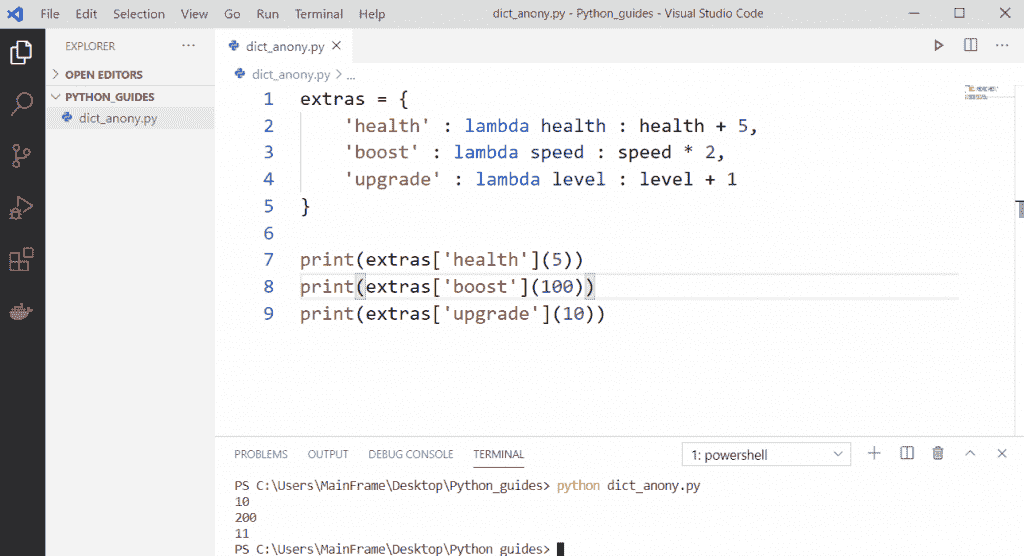 File Edit Selection View Go Run Terminal Help dict_anony.py - Python_guides - Visual Studio Code
EXPLORER ...
dict_anony.py
OPEN EDITORS
PYTHON_GUIDES
dict_anony.py
dict_anony.py > ...
1 extras = {
2     'health' : lambda health : health + 5,
3     'boost' : lambda speed : speed * 2,
4     'upgrade' : lambda level : level + 1
5 }
6
7 print(extras['health'](5))
8 print(extras['boost'](100))
9 print(extras['upgrade'](10))
PROBLEMS OUTPUT DEBUG CONSOLE TERMINAL 1: powershell
PS C:\Users\MainFrame\Desktop\Python_guides> python dict_anony.py
10
200
11
PS C:\Users\MainFrame\Desktop\Python_guides>